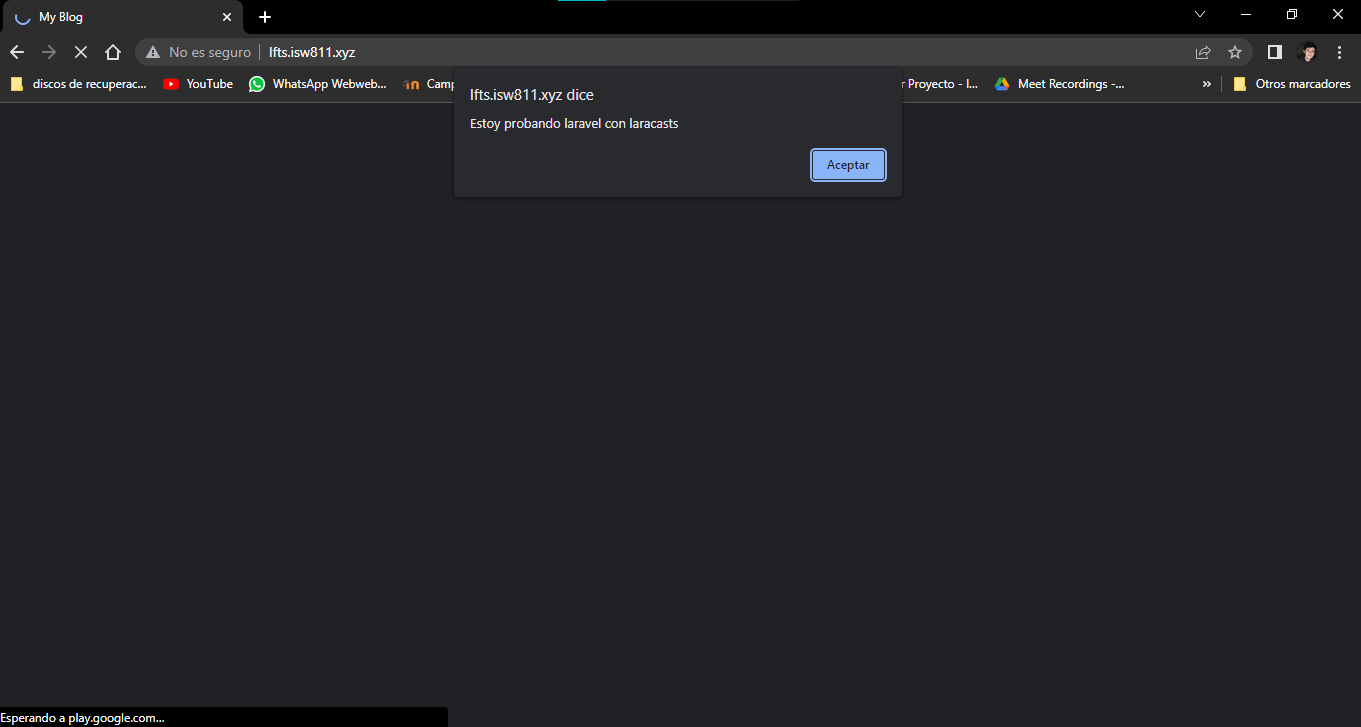 My Blog
No es seguro lfts.isw811.xyz
discos de recuperac... YouTube WhatsApp Webweb... Camp r Proyecto - I... Meet Recordings -... » Otros marcadores
lfts.isw811.xyz dice
Estoy probando laravel con laracasts
Aceptar
Esperando a play.google.com...